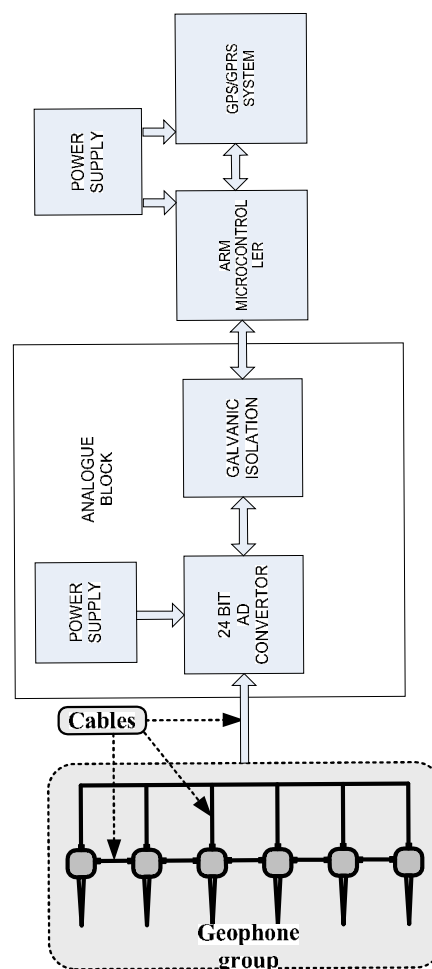 GPS/GPRS
SYSTEM
POWER
SUPPLY
ARM
MICROCONTROL
LER
ANALOGUE
BLOCK
GALVANIC
ISOLATION
POWER
SUPPLY
24 BIT
AD
CONVERTOR
Cables
Geophone
group